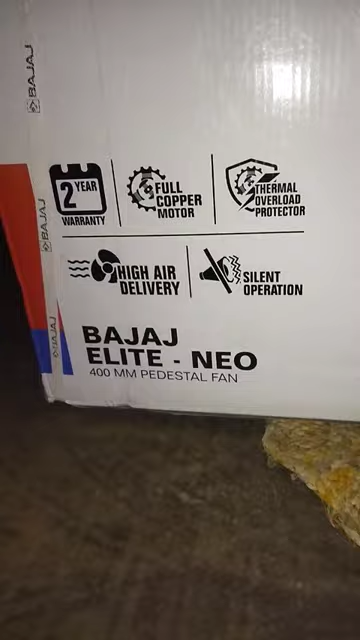 BAJAJ
BAJAJ
BAJAJ
2 YEAR
WARRANTY
FULL
COPPER
MOTOR
THERMAL
OVERLOAD
PROTECTOR
HIGH AIR
DELIVERY
SILENT
OPERATION
BAJAJ
ELITE - NEO
400 MM PEDESTAL FAN